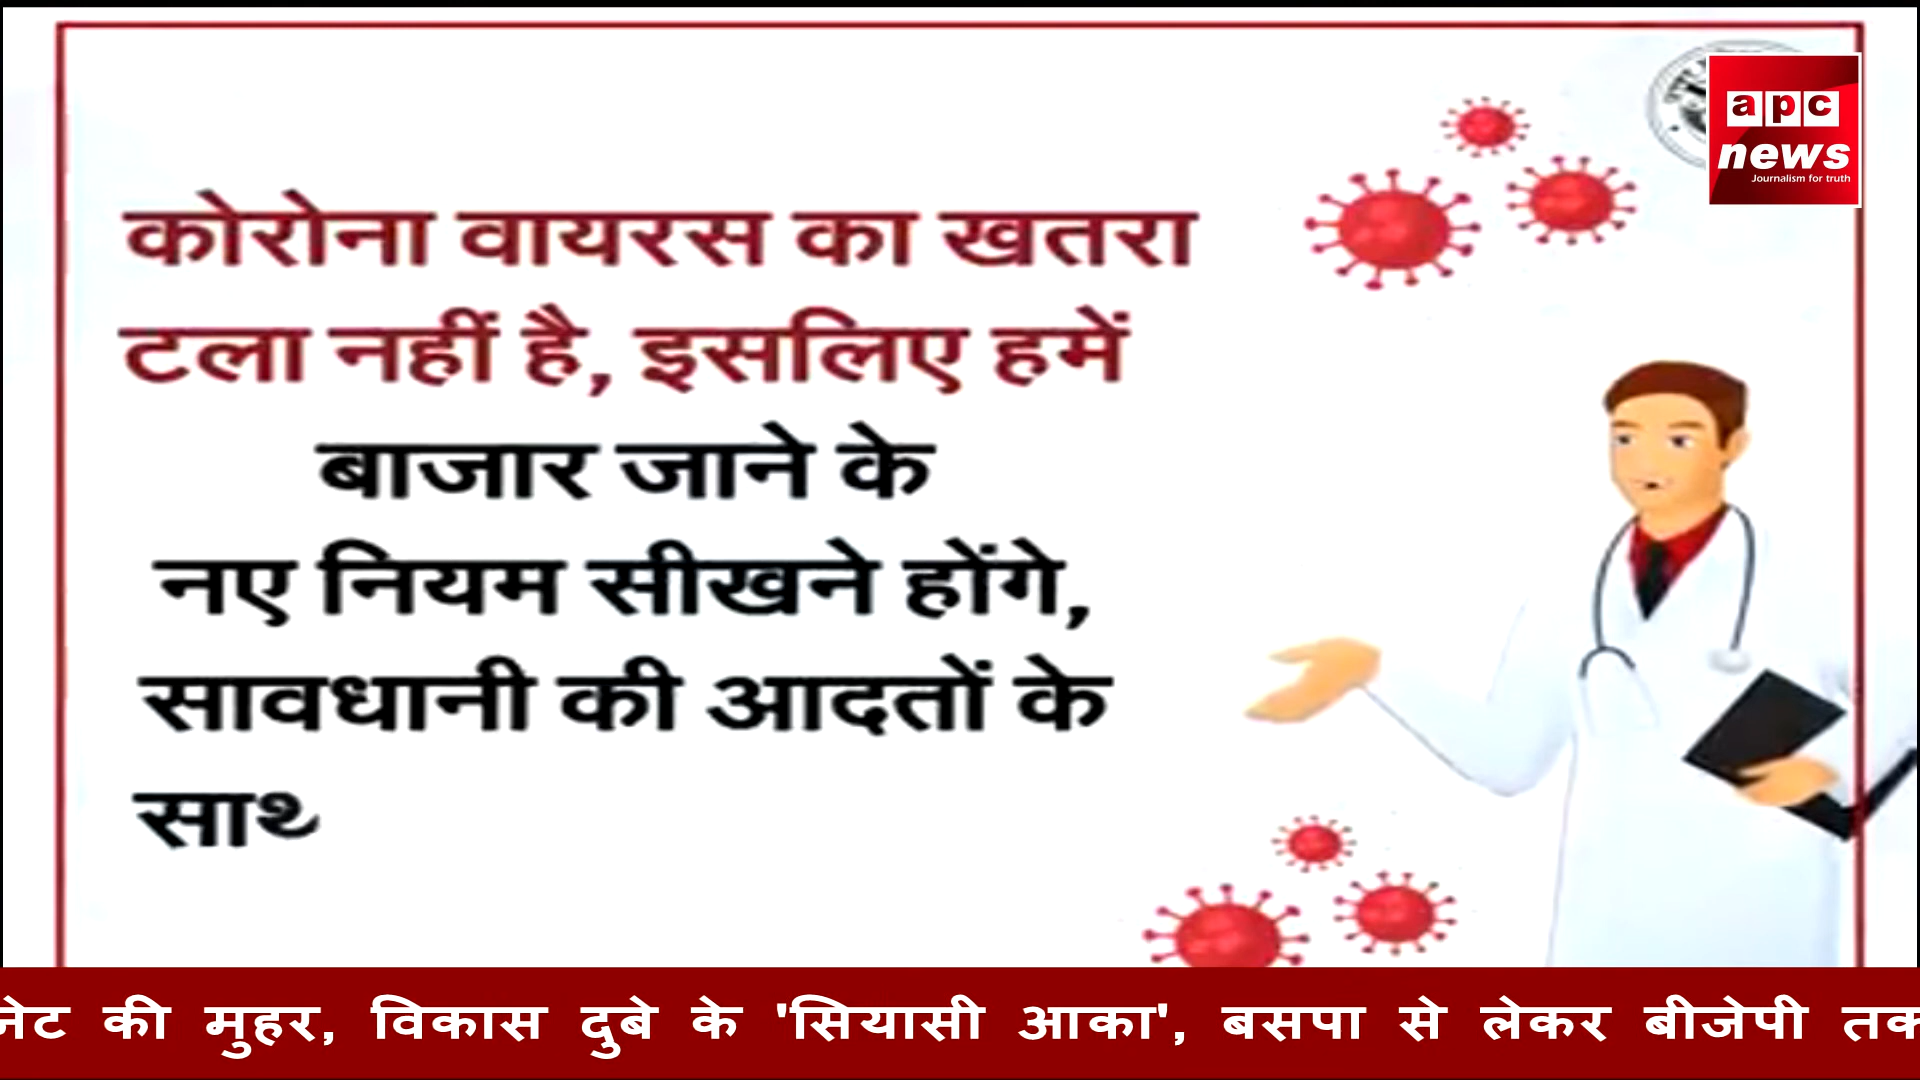 apc
news
Journalism for truth
कोरोना वायरस का खतरा
टला नहीं है, इसलिए हमें
बाजार जाने के
नए नियम सीखने होंगे,
सावधानी की आदतों के
साथ
की मुहर, विकास दुबे के 'सियासी आका', बसपा से लेकर बीजेपी तक